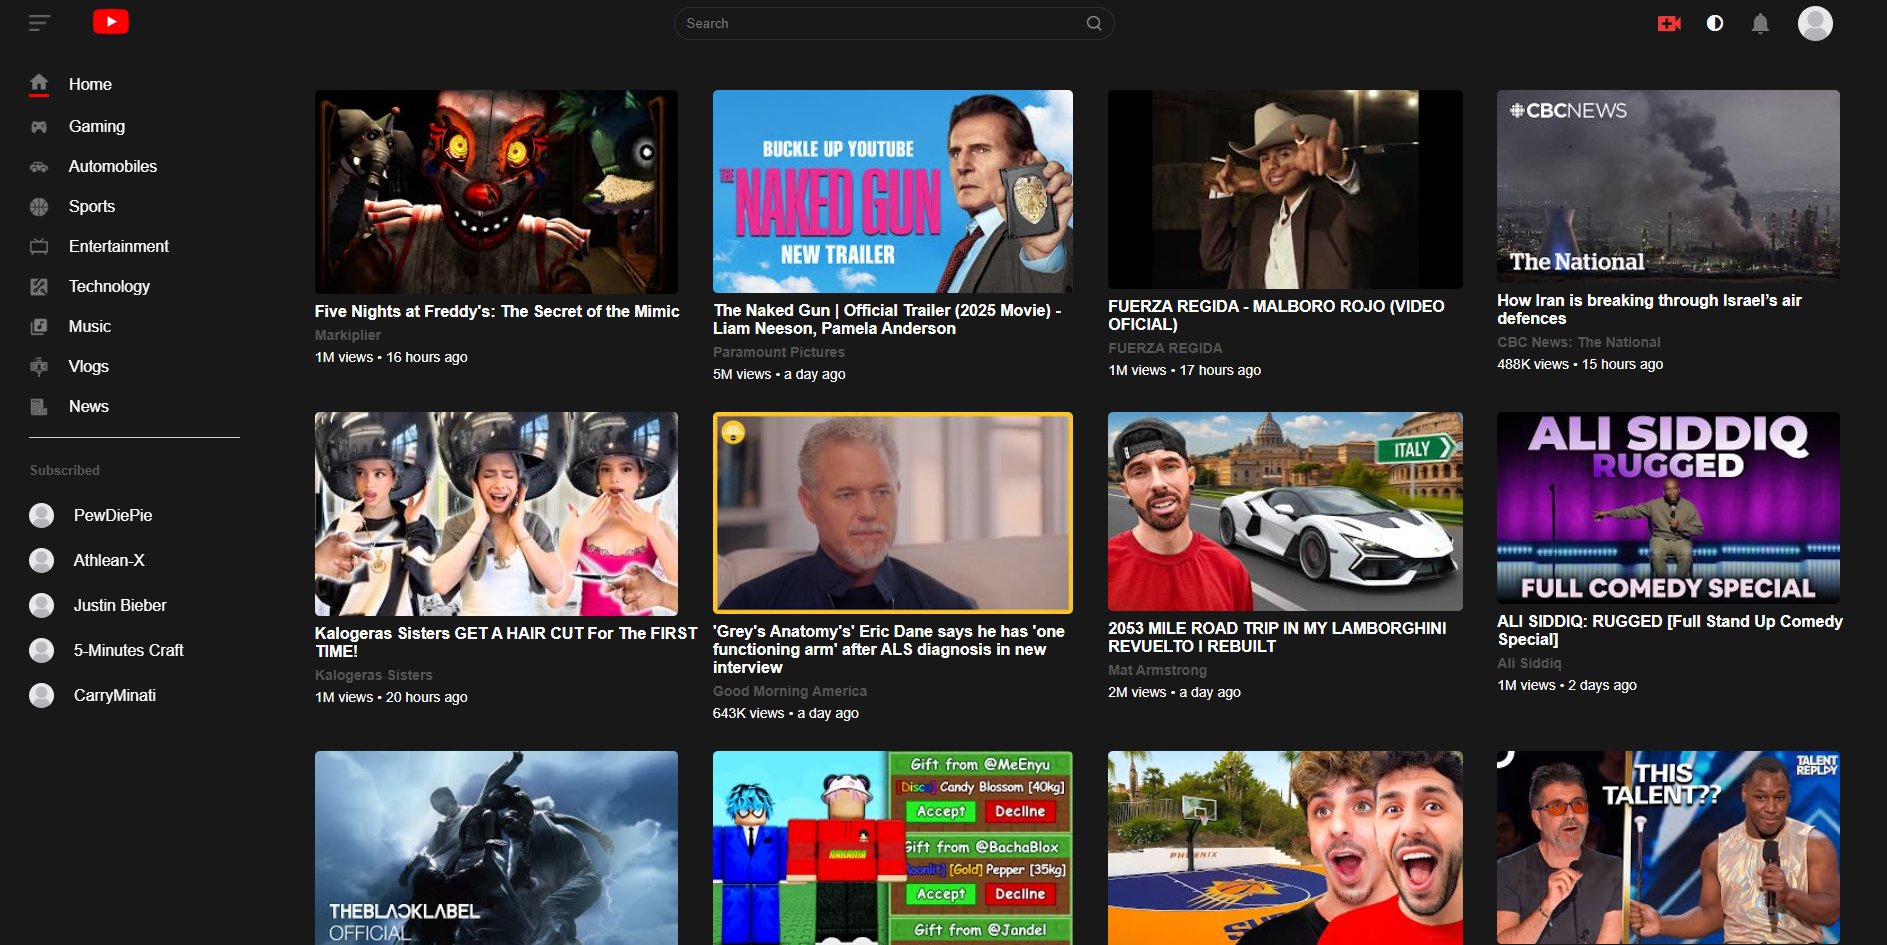 Search
Home
Gaming
Automobiles
Sports
Entertainment
Technology
Music
Vlogs
News
Subscribed
PewDiePie
Athlean-X
Justin Bieber
5-Minutes Craft
CarryMinati
Five Nights at Freddy's: The Secret of the Mimic
Markiplier
1M views • 16 hours ago
BUCKLE UP YOUTUBE
THE NAKED GUN
NEW TRAILER
The Naked Gun | Official Trailer (2025 Movie) -
Liam Neeson, Pamela Anderson
Paramount Pictures
5M views • a day ago
FUERZA REGIDA - MALBORO ROJO (VIDEO
OFICIAL)
FUERZA REGIDA
1M views • 17 hours ago
CBCNEWS
The National
How Iran is breaking through Israel’s air
defences
CBC News: The National
488K views • 15 hours ago
Kalogeras Sisters GET A HAIR CUT For The FIRST
TIME!
Kalogeras Sisters
1M views • 20 hours ago
'Grey's Anatomy's' Eric Dane says he has 'one
functioning arm' after ALS diagnosis in new
interview
Good Morning America
643K views • a day ago
ITALY
2053 MILE ROAD TRIP IN MY LAMBORGHINI
REVUELTO I REBUILT
Mat Armstrong
2M views • a day ago
ALI SIDDIQ
RUGGED
FULL COMEDY SPECIAL
ALI SIDDIQ: RUGGED [Full Stand Up Comedy
Special]
Ali Siddiq
1M views • 2 days ago
THEBLACKLABEL
OFFICIAL
Gift from @MeEnyu
[Disco] Candy Blossom [40kg]
Accept Decline
Gift from @BachaBlox
[Gold] Pepper [35kg]
Accept Decline
Gift from @Jandel
PHOENIX
THIS
TALENT??
TALENT
REPLAY